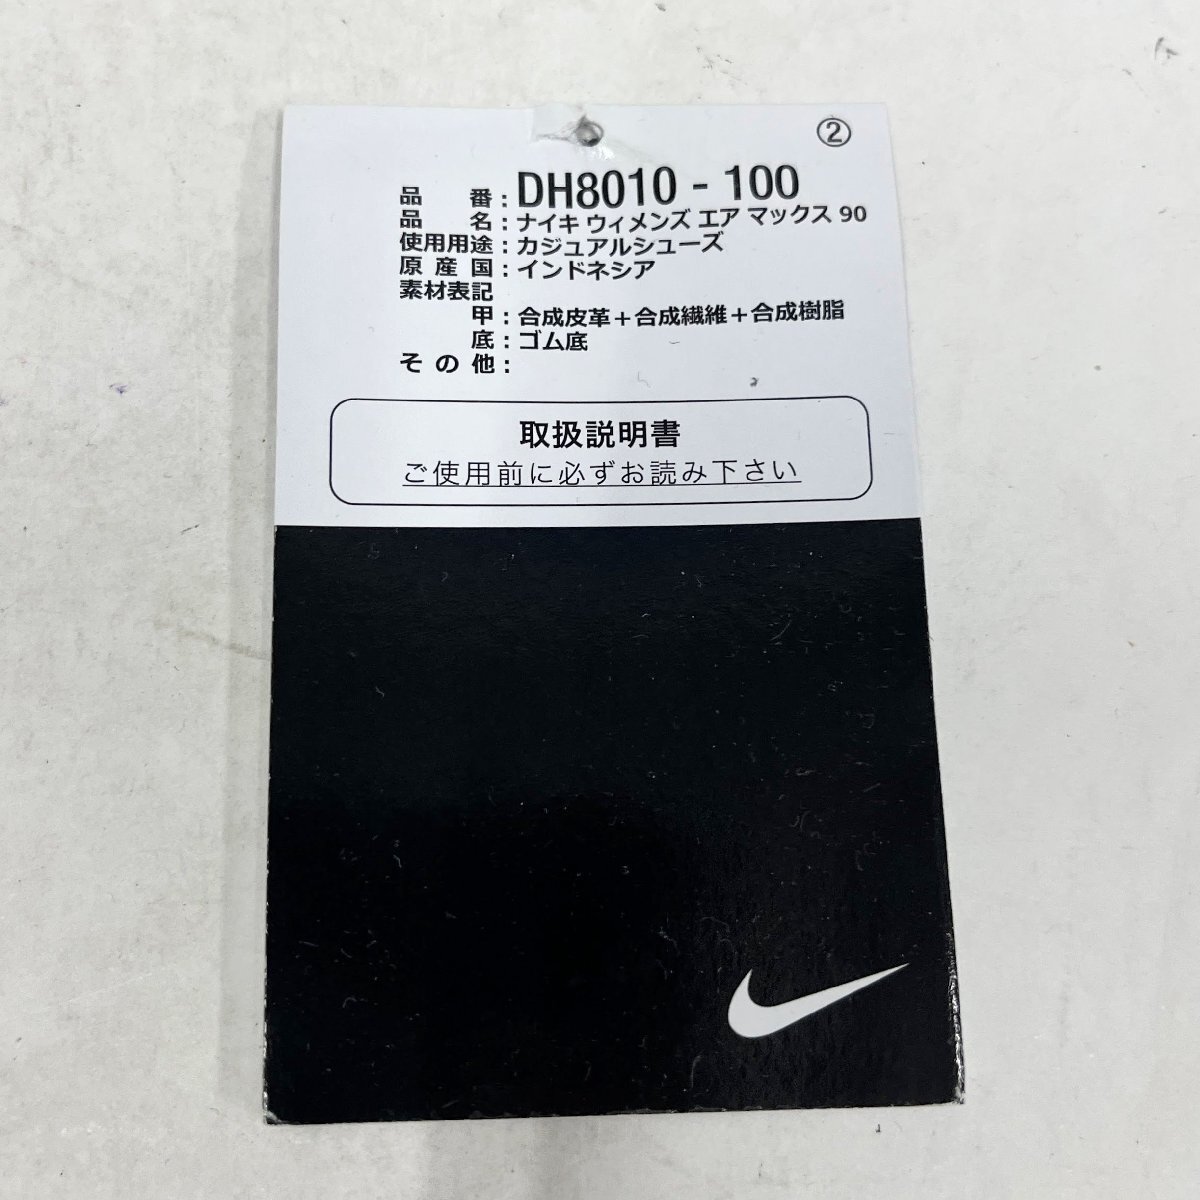 ②
品番：DH8010 - 100
品名：ナイキ ウィメンズ エア マックス 90
使用用途：カジュアルシューズ
原産国：インドネシア
素材表記
甲：合成皮革＋合成繊維＋合成樹脂
底：ゴム底
その他：
取扱説明書
ご使用前に必ずお読み下さい